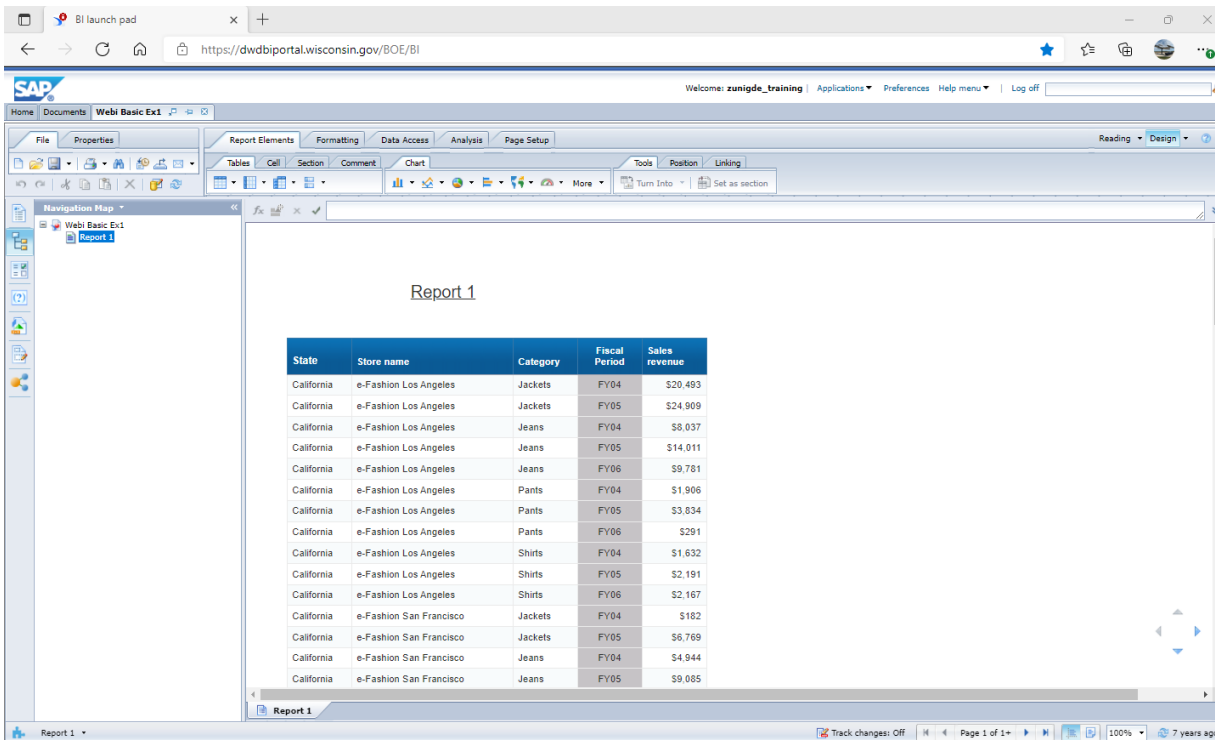 BI launch pad
https://dwdbiportal.wisconsin.gov/BOE/BI
SAP
Welcome: zunigde_training | Applications Preferences Help menu | Log off
Home Documents Webi Basic Ex1
File Properties Report Elements Formatting Data Access Analysis Page Setup Reading Design
Tables Cell Section Comment Chart Tools Position Linking
More Turn Into Set as section
Navigation Map
Webi Basic Ex1
Report 1
Report 1
State Store name Category Fiscal Period Sales revenue
California e-Fashion Los Angeles Jackets FY04 $20,493
California e-Fashion Los Angeles Jackets FY05 $24,909
California e-Fashion Los Angeles Jeans FY04 $8,037
California e-Fashion Los Angeles Jeans FY05 $14,011
California e-Fashion Los Angeles Jeans FY06 $9,781
California e-Fashion Los Angeles Pants FY04 $1,906
California e-Fashion Los Angeles Pants FY05 $3,834
California e-Fashion Los Angeles Pants FY06 $291
California e-Fashion Los Angeles Shirts FY04 $1,632
California e-Fashion Los Angeles Shirts FY05 $2,191
California e-Fashion Los Angeles Shirts FY06 $2,167
California e-Fashion San Francisco Jackets FY04 $182
California e-Fashion San Francisco Jackets FY05 $6,769
California e-Fashion San Francisco Jeans FY04 $4,944
California e-Fashion San Francisco Jeans FY05 $9,085
Report 1
Report 1 Track changes: Off Page 1 of 1+ 100% 7 years ago